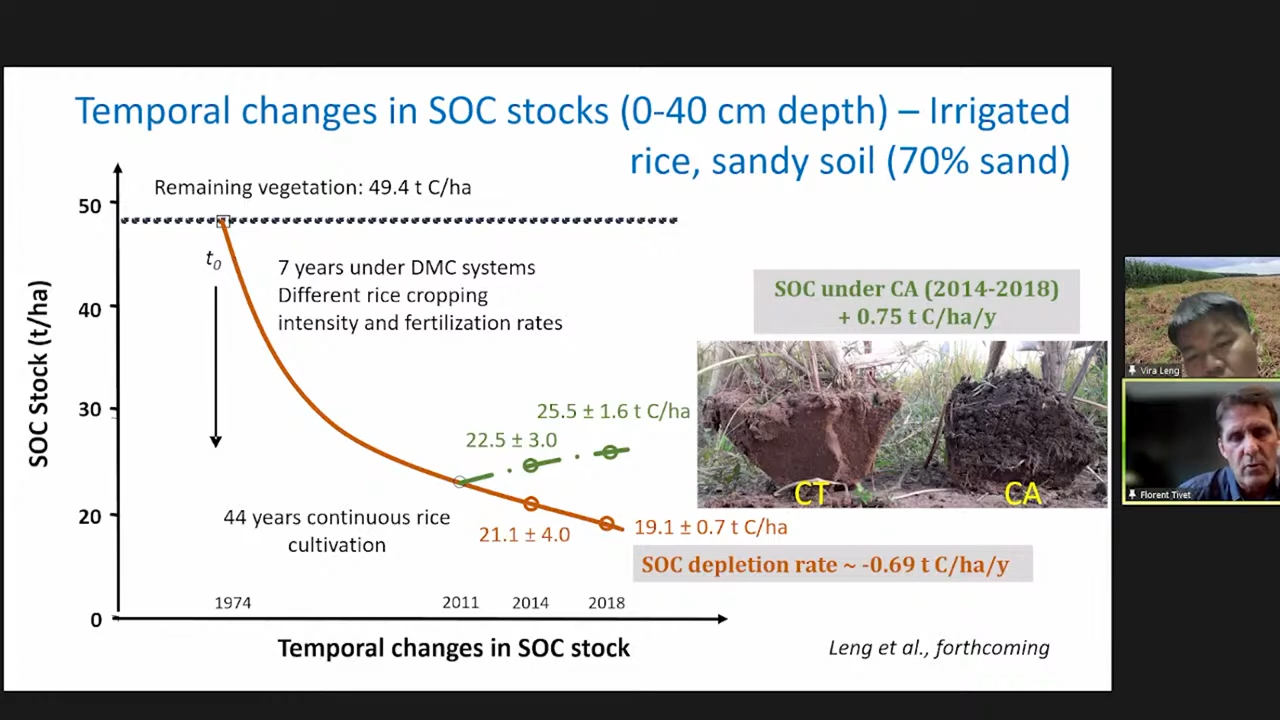 Temporal changes in SOC stocks (0-40 cm depth) – Irrigated
rice, sandy soil (70% sand)
Remaining vegetation: 49.4 t C/ha
50
40
30
20
0
SOC Stock (t/ha)
t0
7 years under DMC systems
Different rice cropping
intensity and fertilization rates
SOC under CA (2014-2018)
+ 0.75 t C/ha/y
25.5 ± 1.6 t C/ha
22.5 ± 3.0
CT
CA
44 years continuous rice
cultivation
21.1 ± 4.0
19.1 ± 0.7 t C/ha
SOC depletion rate ~ -0.69 t C/ha/y
1974
2011
2014
2018
Temporal changes in SOC stock
Leng et al., forthcoming
Vira Leng
Florent Tivet